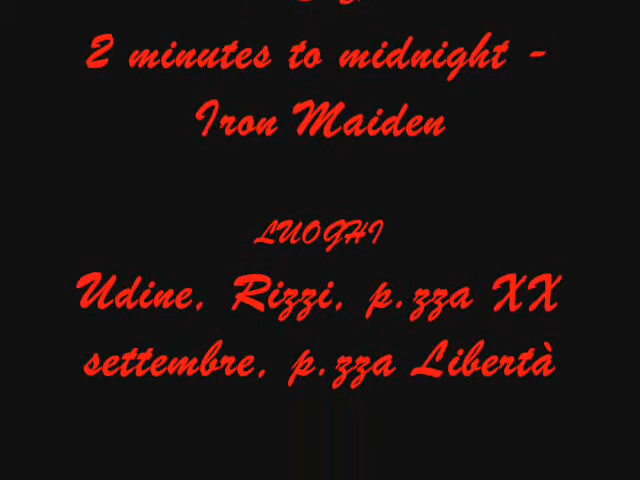 2 minutes to midnight -
Iron Maiden
LUOGHI
Udine, Rizzi, p.zza XX
settembre, p.zza Libertà